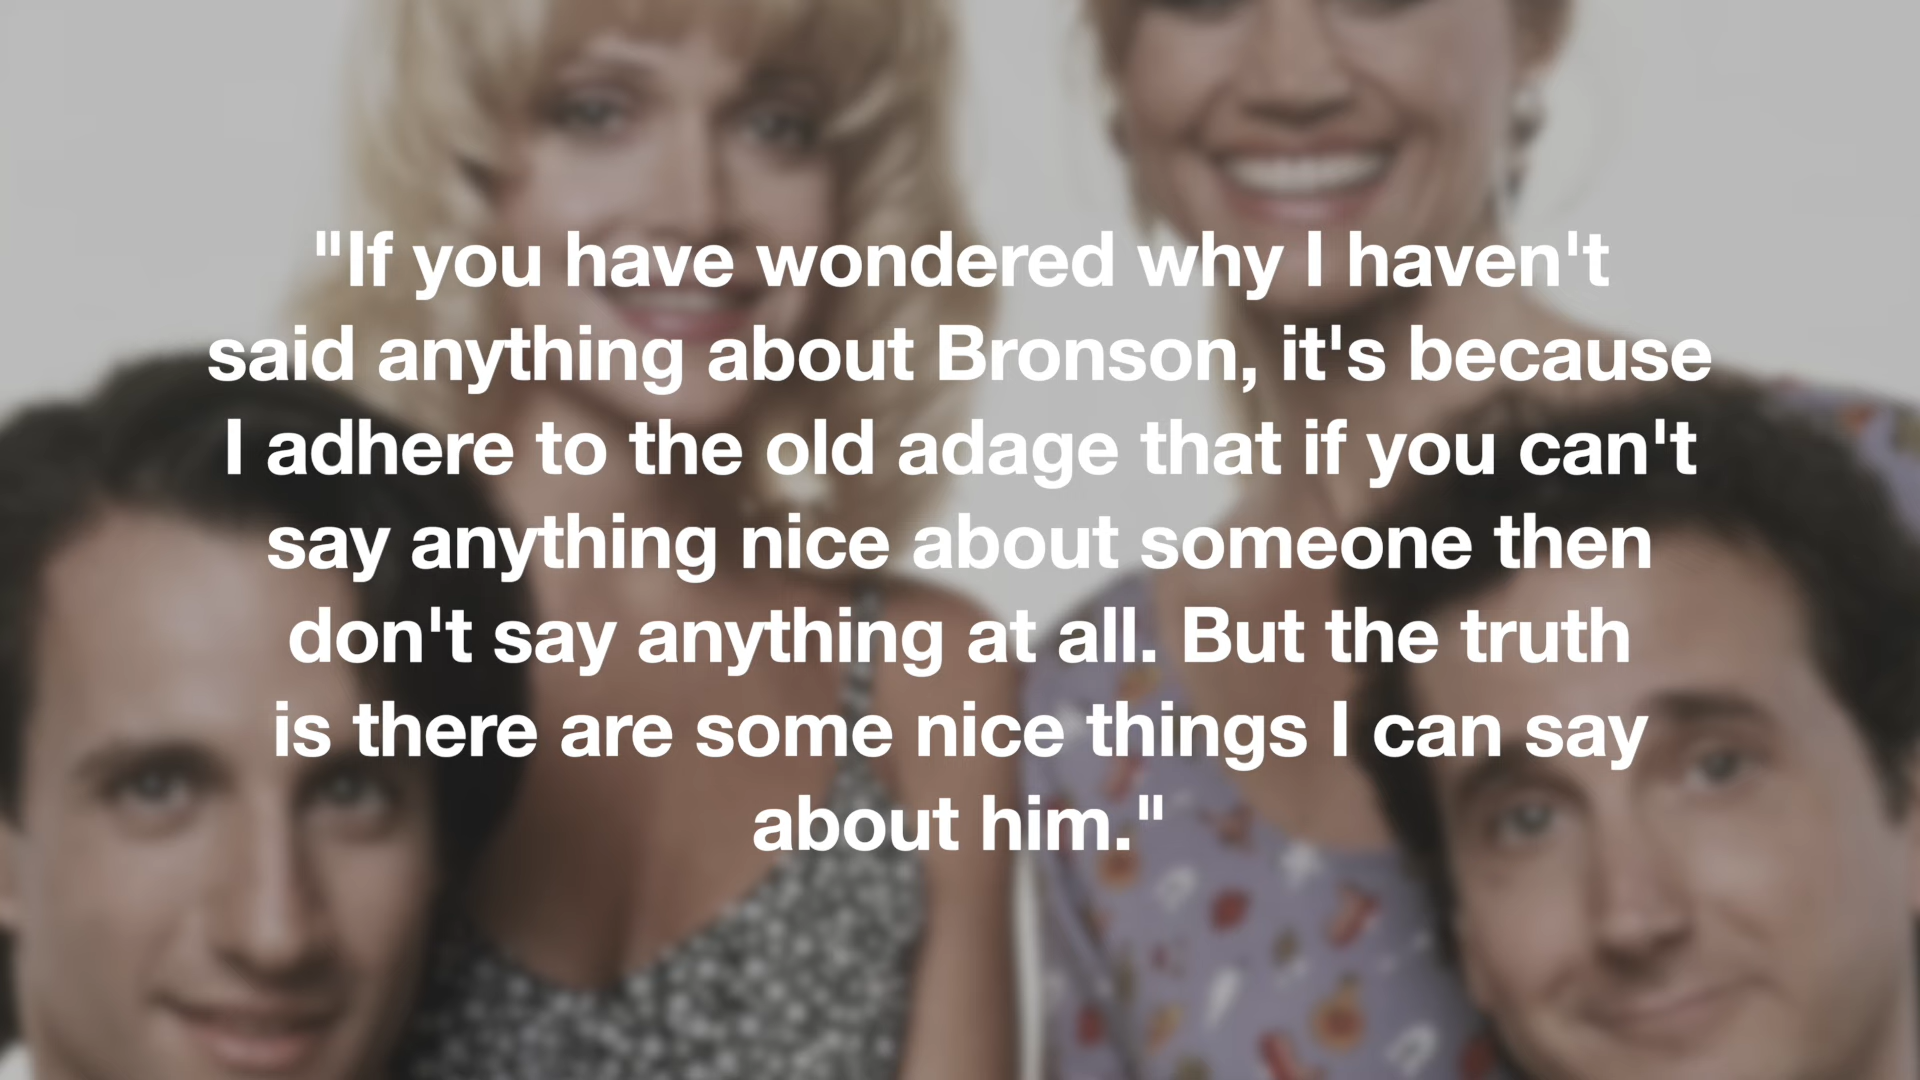 "If you have wondered why I haven't
said anything about Bronson, it's because
I adhere to the old adage that if you can't
say anything nice about someone then
don't say anything at all. But the truth
is there are some nice things I can say
about him."